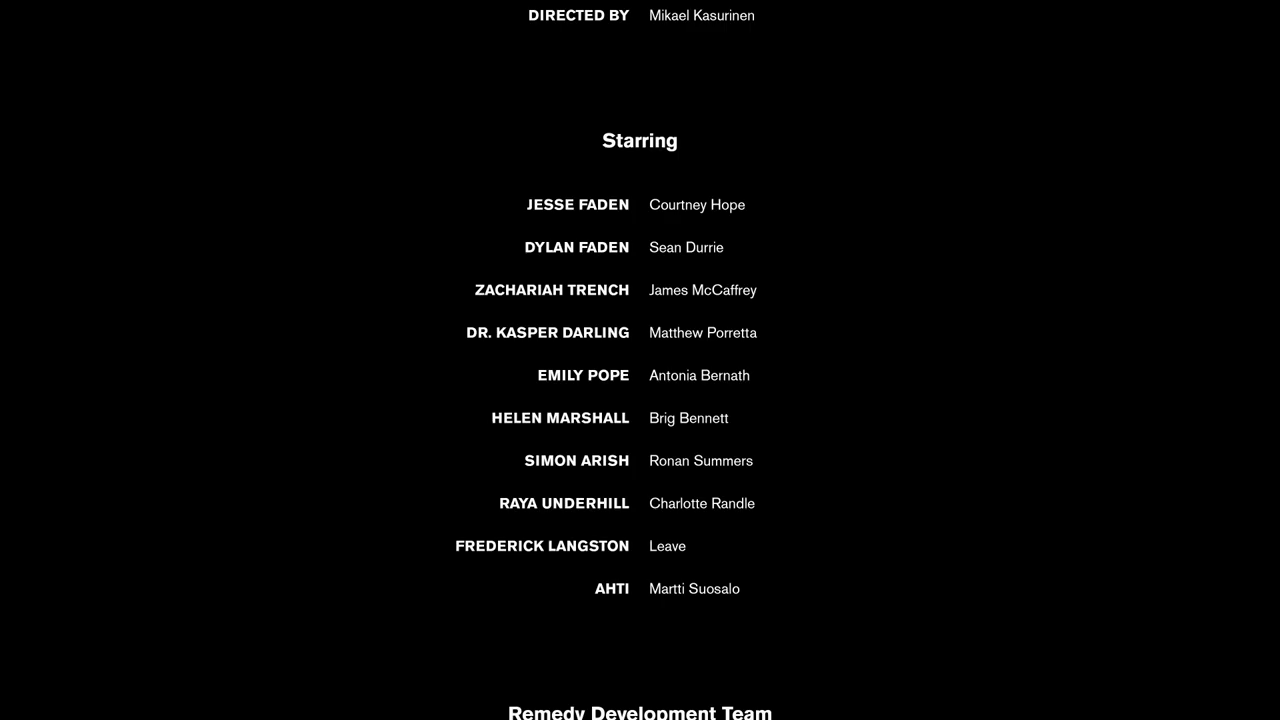 DIRECTED BY Mikael Kasurinen
Starring
JESSE FADEN Courtney Hope
DYLAN FADEN Sean Durrie
ZACHARIAH TRENCH James McCaffrey
DR. KASPER DARLING Matthew Porretta
EMILY POPE Antonia Bernath
HELEN MARSHALL Brig Bennett
SIMON ARISH Ronan Summers
RAYA UNDERHILL Charlotte Randle
FREDERICK LANGSTON Leave
AHTI Martti Suosalo
Remedy Development Team